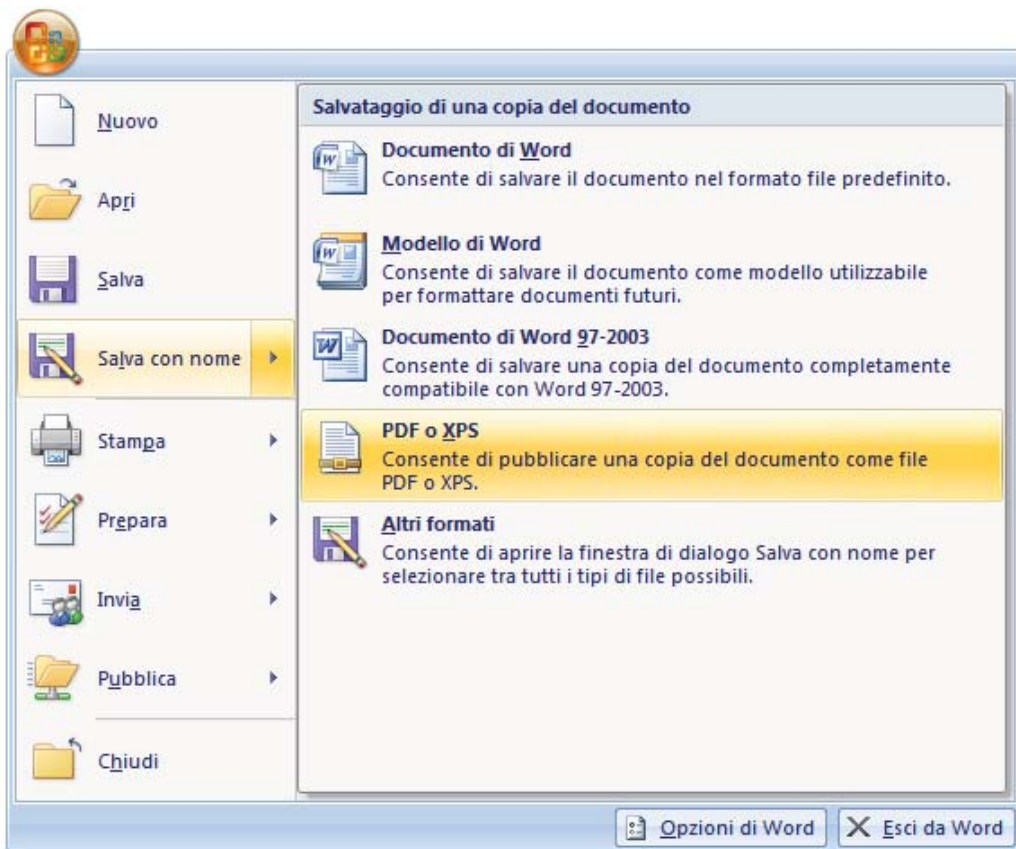 Nuovo
Apri
Salva
Salva con nome
Stampa
Prepara
Invia
Pubblica
Chiudi
Salvataggio di una copia del documento
Documento di Word
Consente di salvare il documento nel formato file predefinito.
Modello di Word
Consente di salvare il documento come modello utilizzabile
per formattare documenti futuri.
Documento di Word 97-2003
Consente di salvare una copia del documento completamente
compatibile con Word 97-2003.
PDF o XPS
Consente di pubblicare una copia del documento come file
PDF o XPS.
Altri formati
Consente di aprire la finestra di dialogo Salva con nome per
selezionare tra tutti i tipi di file possibili.
Opzioni di Word
Esci da Word